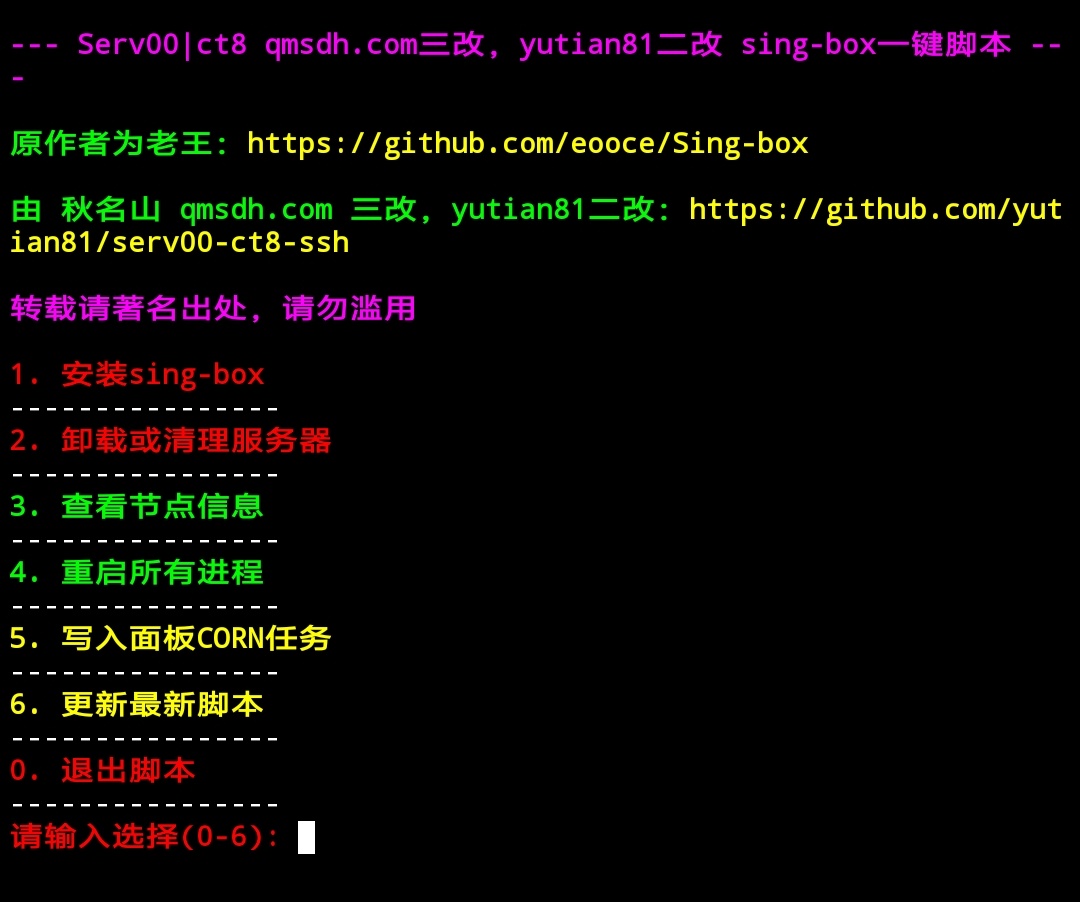 --- Serv00|ct8 qmsdh.com三改, yutian81二改 sing-box一键脚本 --
-
原作者为老王: https://github.com/eooce/Sing-box
由 秋名山 qmsdh.com 三改, yutian81二改: https://github.com/yut
ian81/serv00-ct8-ssh
转载请著名出处, 请勿滥用
1. 安装sing-box
----------------
2. 卸载或清理服务器
----------------
3. 查看节点信息
----------------
4. 重启所有进程
----------------
5. 写入面板CORN任务
----------------
6. 更新最新脚本
----------------
0. 退出脚本
----------------
请输入选择(0-6):